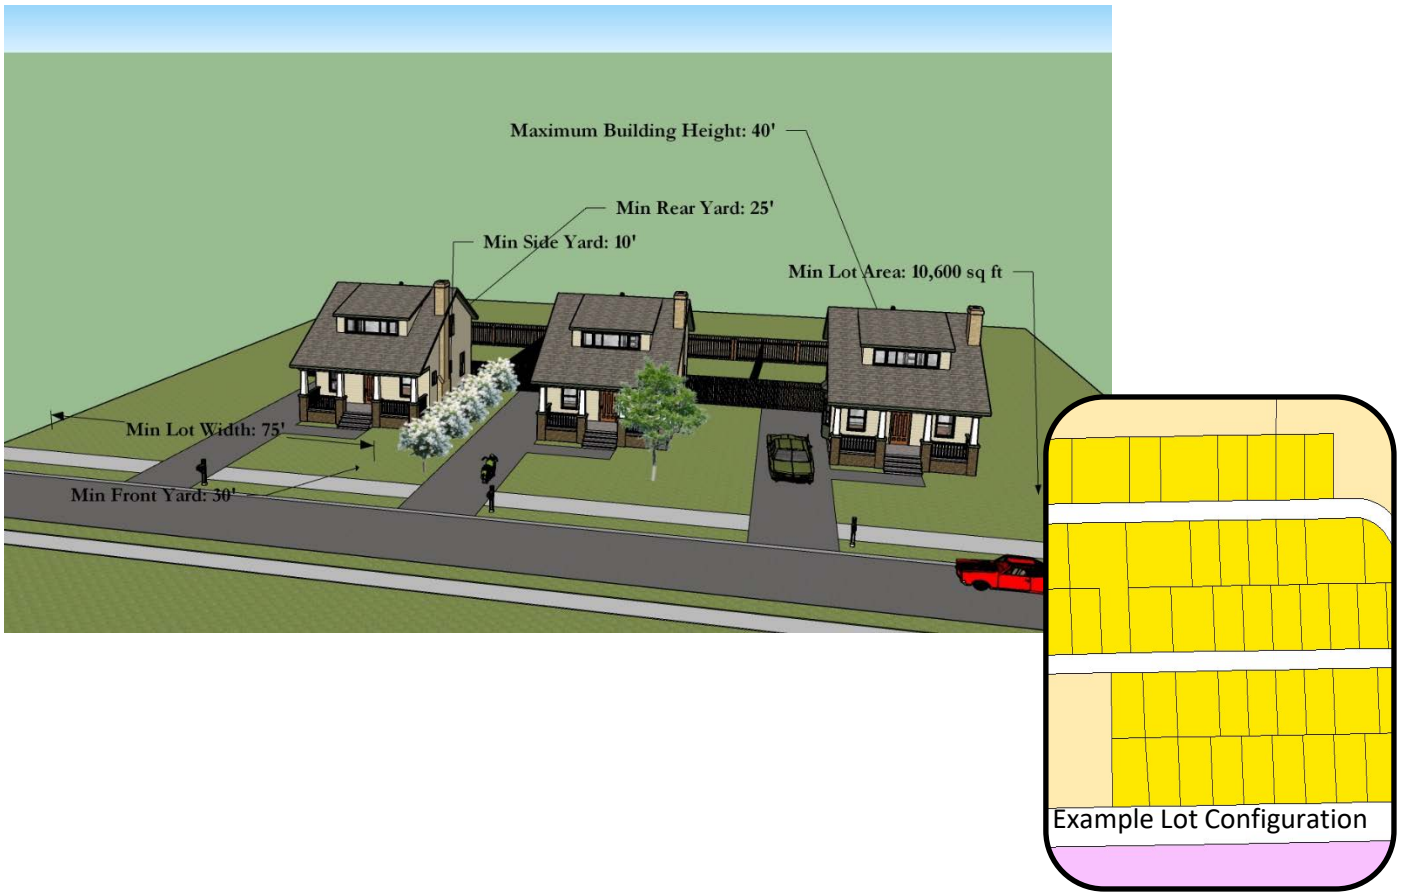 Maximum Building Height: 40'
Min Rear Yard: 25'
Min Side Yard: 10'
Min Lot Area: 10,600 sq ft
Min Lot Width: 75'
Min Front Yard: 30'
Example Lot Configuration